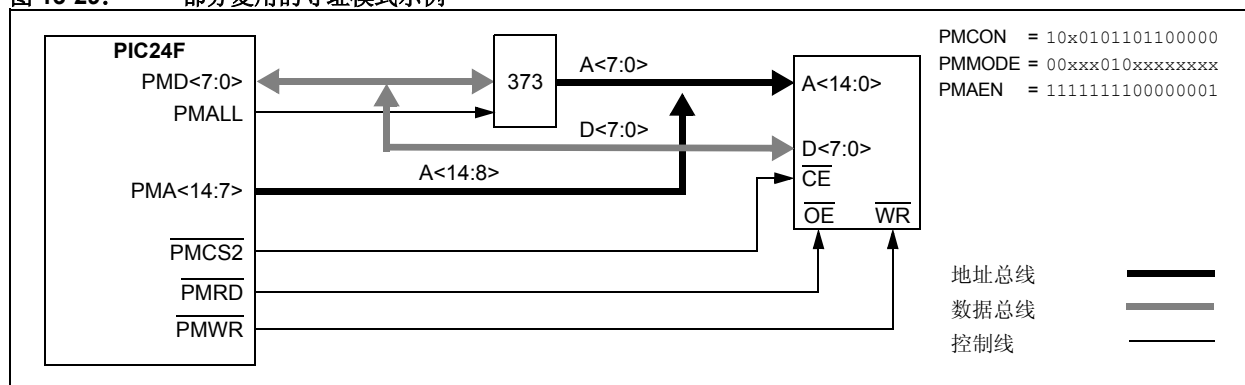 PIC24F
PMD<7:0>
PMALL
PMA<14:7>
PMCS2
PMRD
PMWR
373
A<7:0>
D<7:0>
A<14:8>
A<14:0>
D<7:0>
CE
OE WR
PMCON = 10x0101101100000
PMMODE = 00xxx010xxxxxxxx
PMAEN = 1111111100000001
地址总线
数据总线
控制线